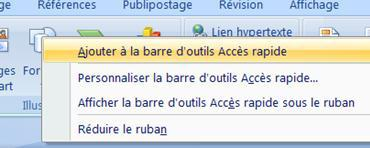 Références Publipostage Révision Affichage
Lien hypertexte
Ajouter à la barre d'outils Accès rapide
Personnaliser la barre d'outils Accès rapide...
Afficher la barre d'outils Accès rapide sous le ruban
Réduire le ruban